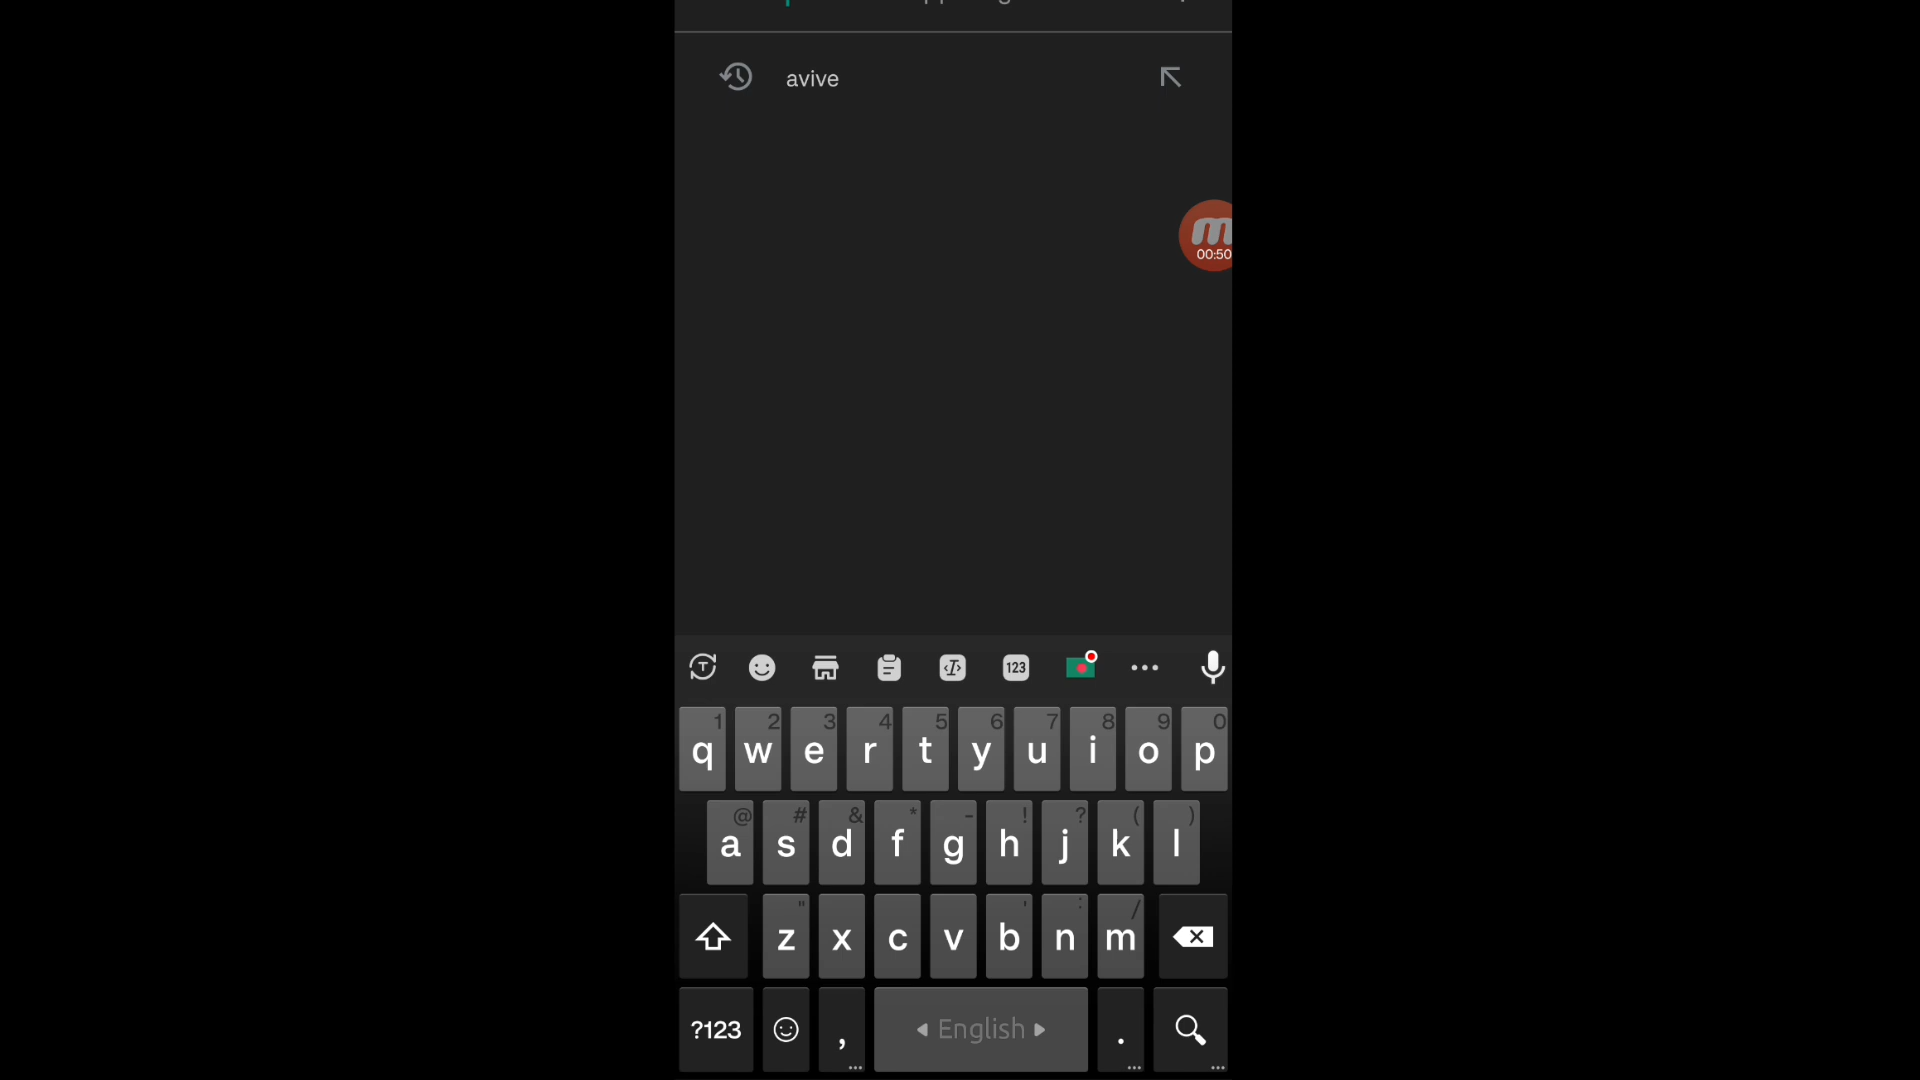 avive
m
00:50
123
1 2 3 4 5 6 7 8 9 0
q w e r t y u i o p
@ # & * - ! ? ( )
a s d f g h j k l
" ' : /
z x c v b n m
?123 , English .